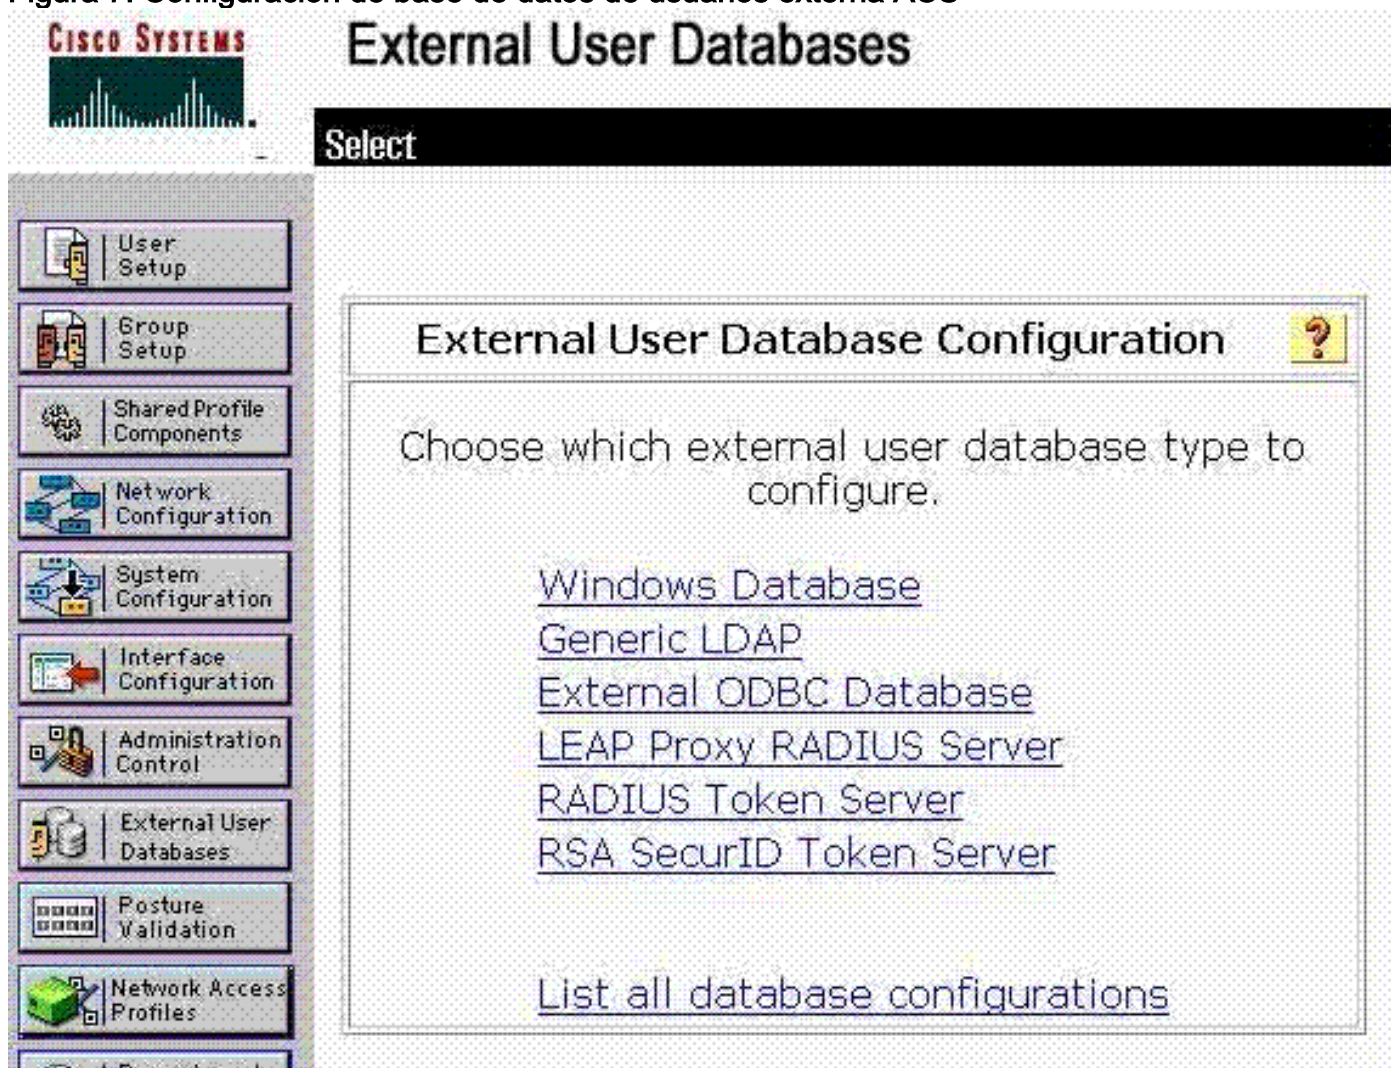 CISCO SYSTEMS
External User Databases
Select
User
Setup
Group
Setup
Shared Profile
Components
Network
Configuration
System
Configuration
Interface
Configuration
Administration
Control
External User
Databases
Posture
Validation
Network Access
Profiles
External User Database Configuration
?
Choose which external user database type to
configure.
Windows Database
Generic LDAP
External ODBC Database
LEAP Proxy RADIUS Server
RADIUS Token Server
RSA SecurID Token Server
List all database configurations